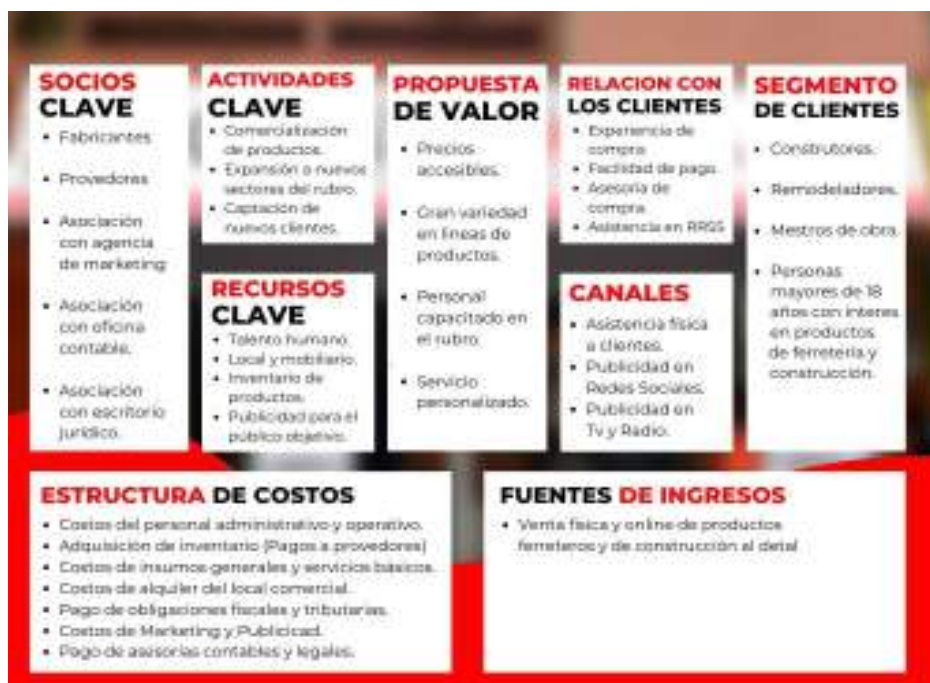 SOCIOS
CLAVE
• Fabricantes
• Provedores
• Asociación
con agencia
de marketing
• Asociación
con oficina
contable.
• Asociación
con escritorio
jurídico.
ACTIVIDADES
CLAVE
• Comercialización
de productos.
• Expansión a nuevos
sectores del rubro.
• Captación de
nuevos clientes.
RECURSOS
CLAVE
• Talento humano.
• Local y mobiliario.
• Inventario de
productos.
• Publicidad para el
público objetivo.
PROPUESTA
DE VALOR
• Precios
accesibles.
• Gran variedad
en lineas de
productos.
• Personal
capacitado en
el rubro.
• Servicio
personalizado.
RELACION CON
LOS CLIENTES
• Experiencia de
compra
• Facilidad de pago.
• Asesoria de
compra.
• Asistencia en RRSS
CANALES
• Asistencia física
a clientes.
• Publicidad en
Redes Sociales.
• Publicidad en
Tv y Radio.
SEGMENTO
DE CLIENTES
• Construtores.
• Remodeladores.
• Mestros de obra.
• Personas
mayores de 18
años con interes
en productos
de ferretería y
construcción.
ESTRUCTURA DE COSTOS
• Costos del personal administrativo y operativo.
• Adquisición de inventario (Pagos a provedores)
• Costos de insumos generales y servicios básicos.
• Costos de alquiler del local comercial.
• Pago de obligaciones fiscales y tributarias.
• Costos de Marketing y Publicicad.
• Pago de asesorías contables y legales.
FUENTES DE INGRESOS
• Venta física y online de productos
ferreteros y de construcción al detal